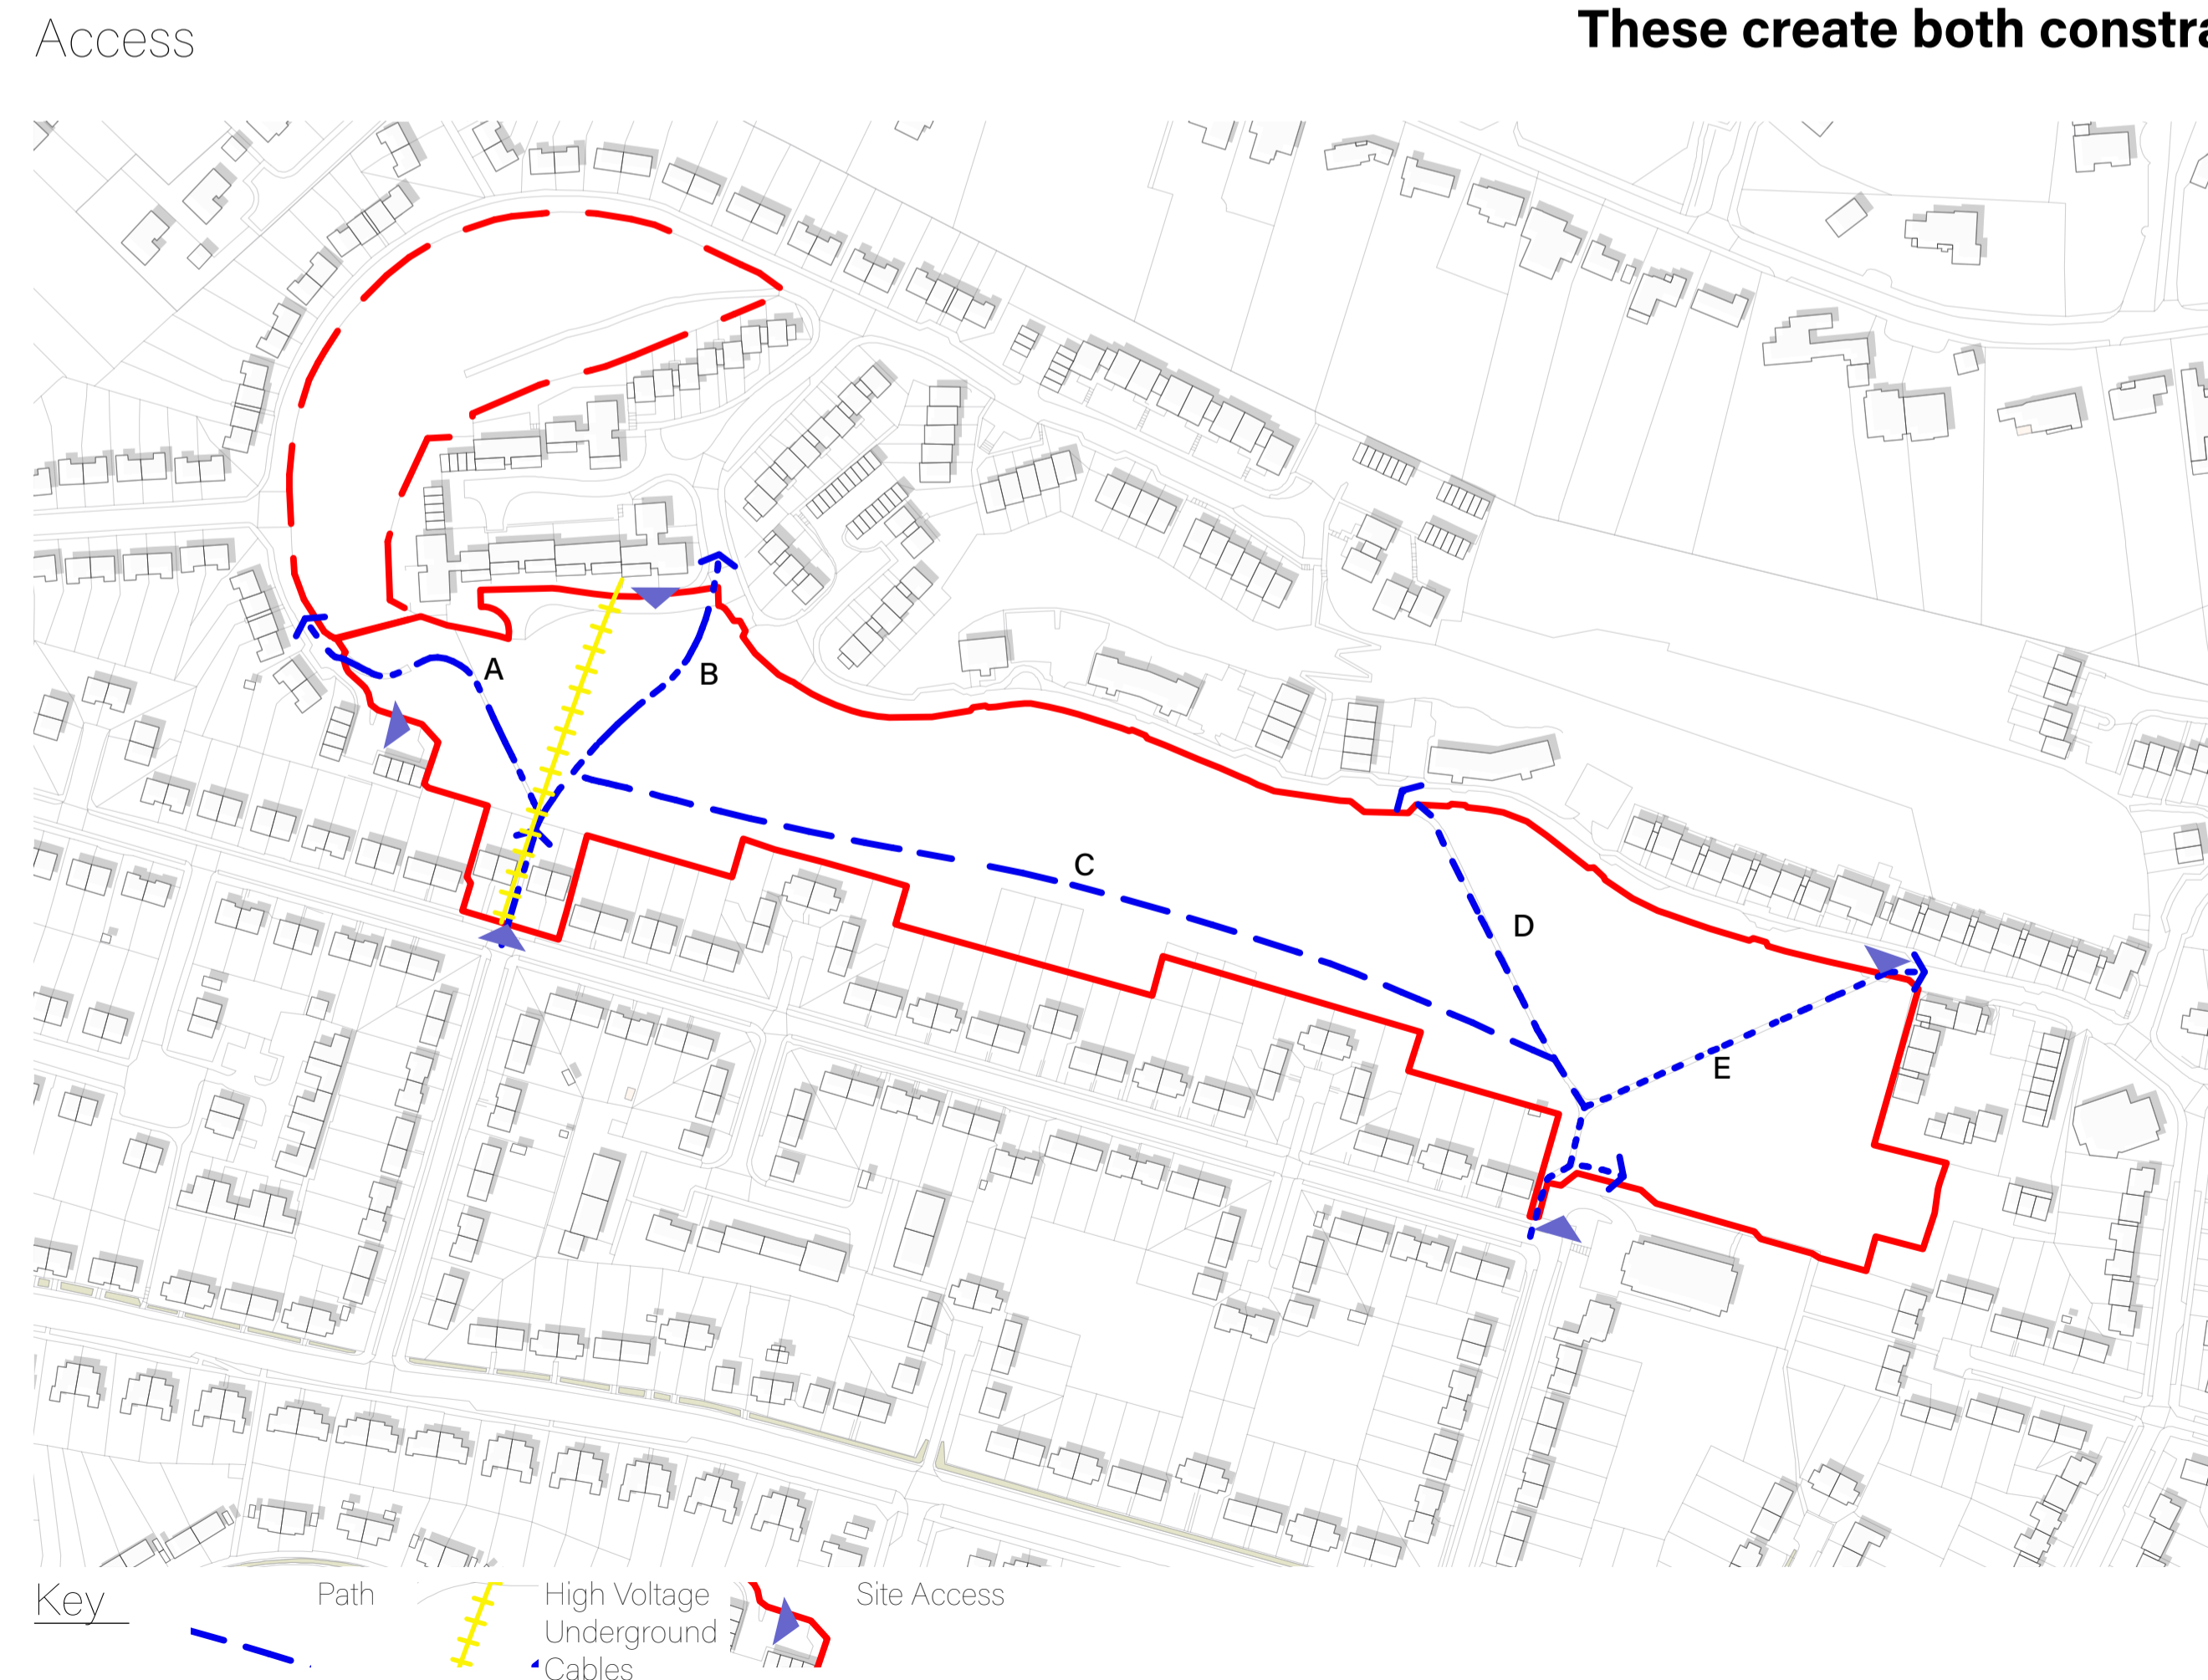 Access
These create both constra
A
B
C
D
E
Key
Path
High Voltage
Underground
Cables
Site Access